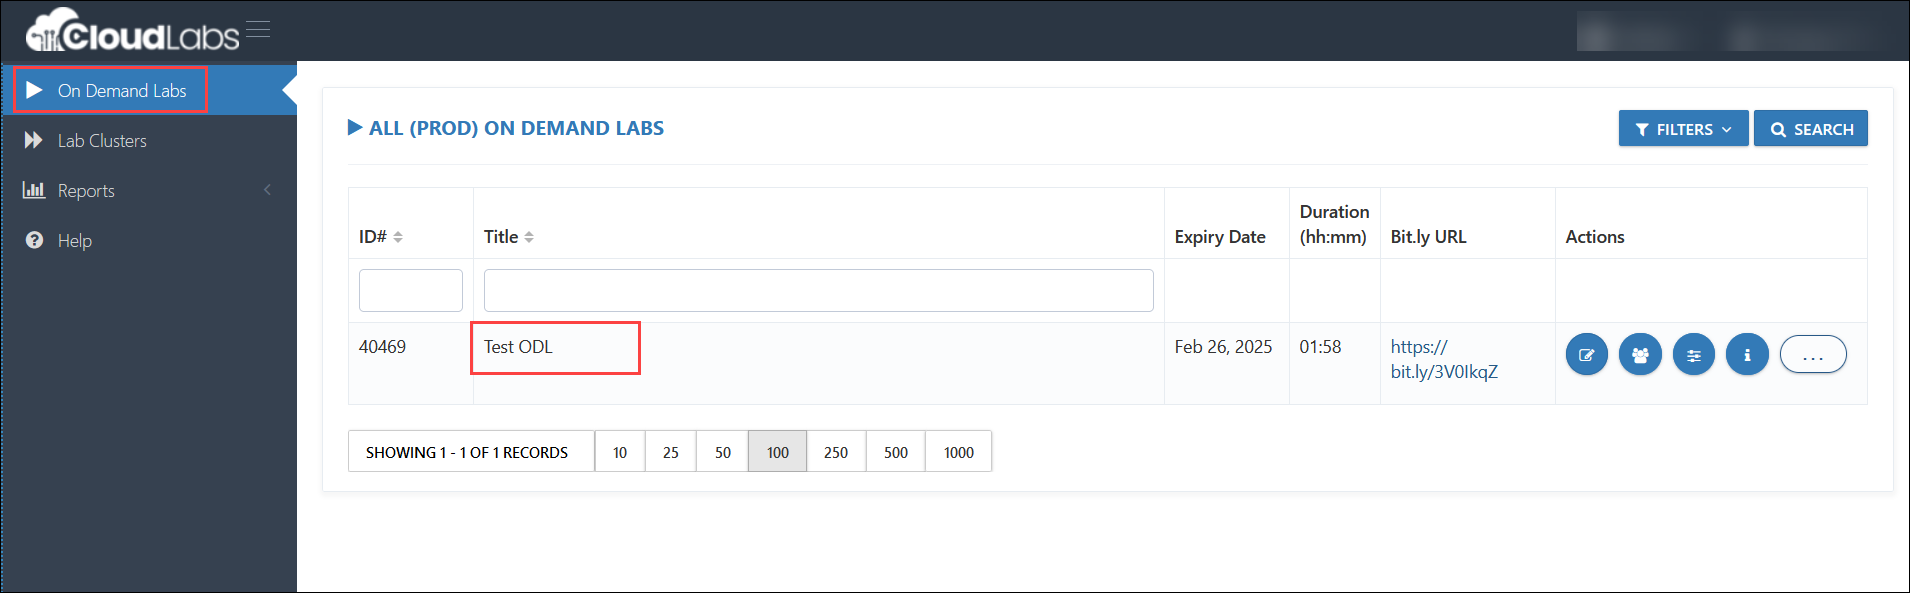 CloudLabs
On Demand Labs
Lab Clusters
Reports
Help
ALL (PROD) ON DEMAND LABS
FILTERS
SEARCH
ID#
Title
Expiry Date
Duration
(hh:mm)
Bit.ly URL
Actions
40469
Test ODL
Feb 26, 2025
01:58
https://
bit.ly/3V0IkqZ
...
SHOWING 1 - 1 OF 1 RECORDS
10
25
50
100
250
500
1000